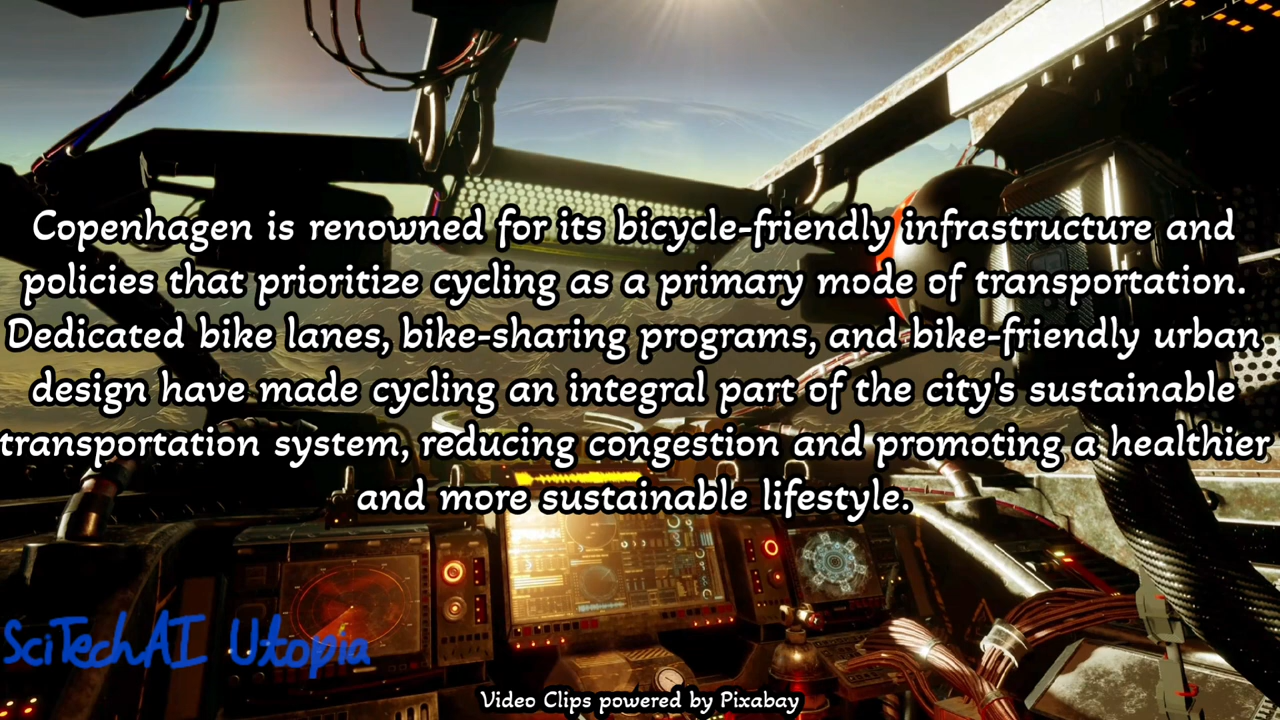 Copenhagen is renowned for its bicycle-friendly infrastructure and
policies that prioritize cycling as a primary mode of transportation.
Dedicated bike lanes, bike-sharing programs, and bike-friendly urban
design have made cycling an integral part of the city's sustainable
transportation system, reducing congestion and promoting a healthier
and more sustainable lifestyle.
SciTechAI Utopia
Video Clips powered by Pixabay